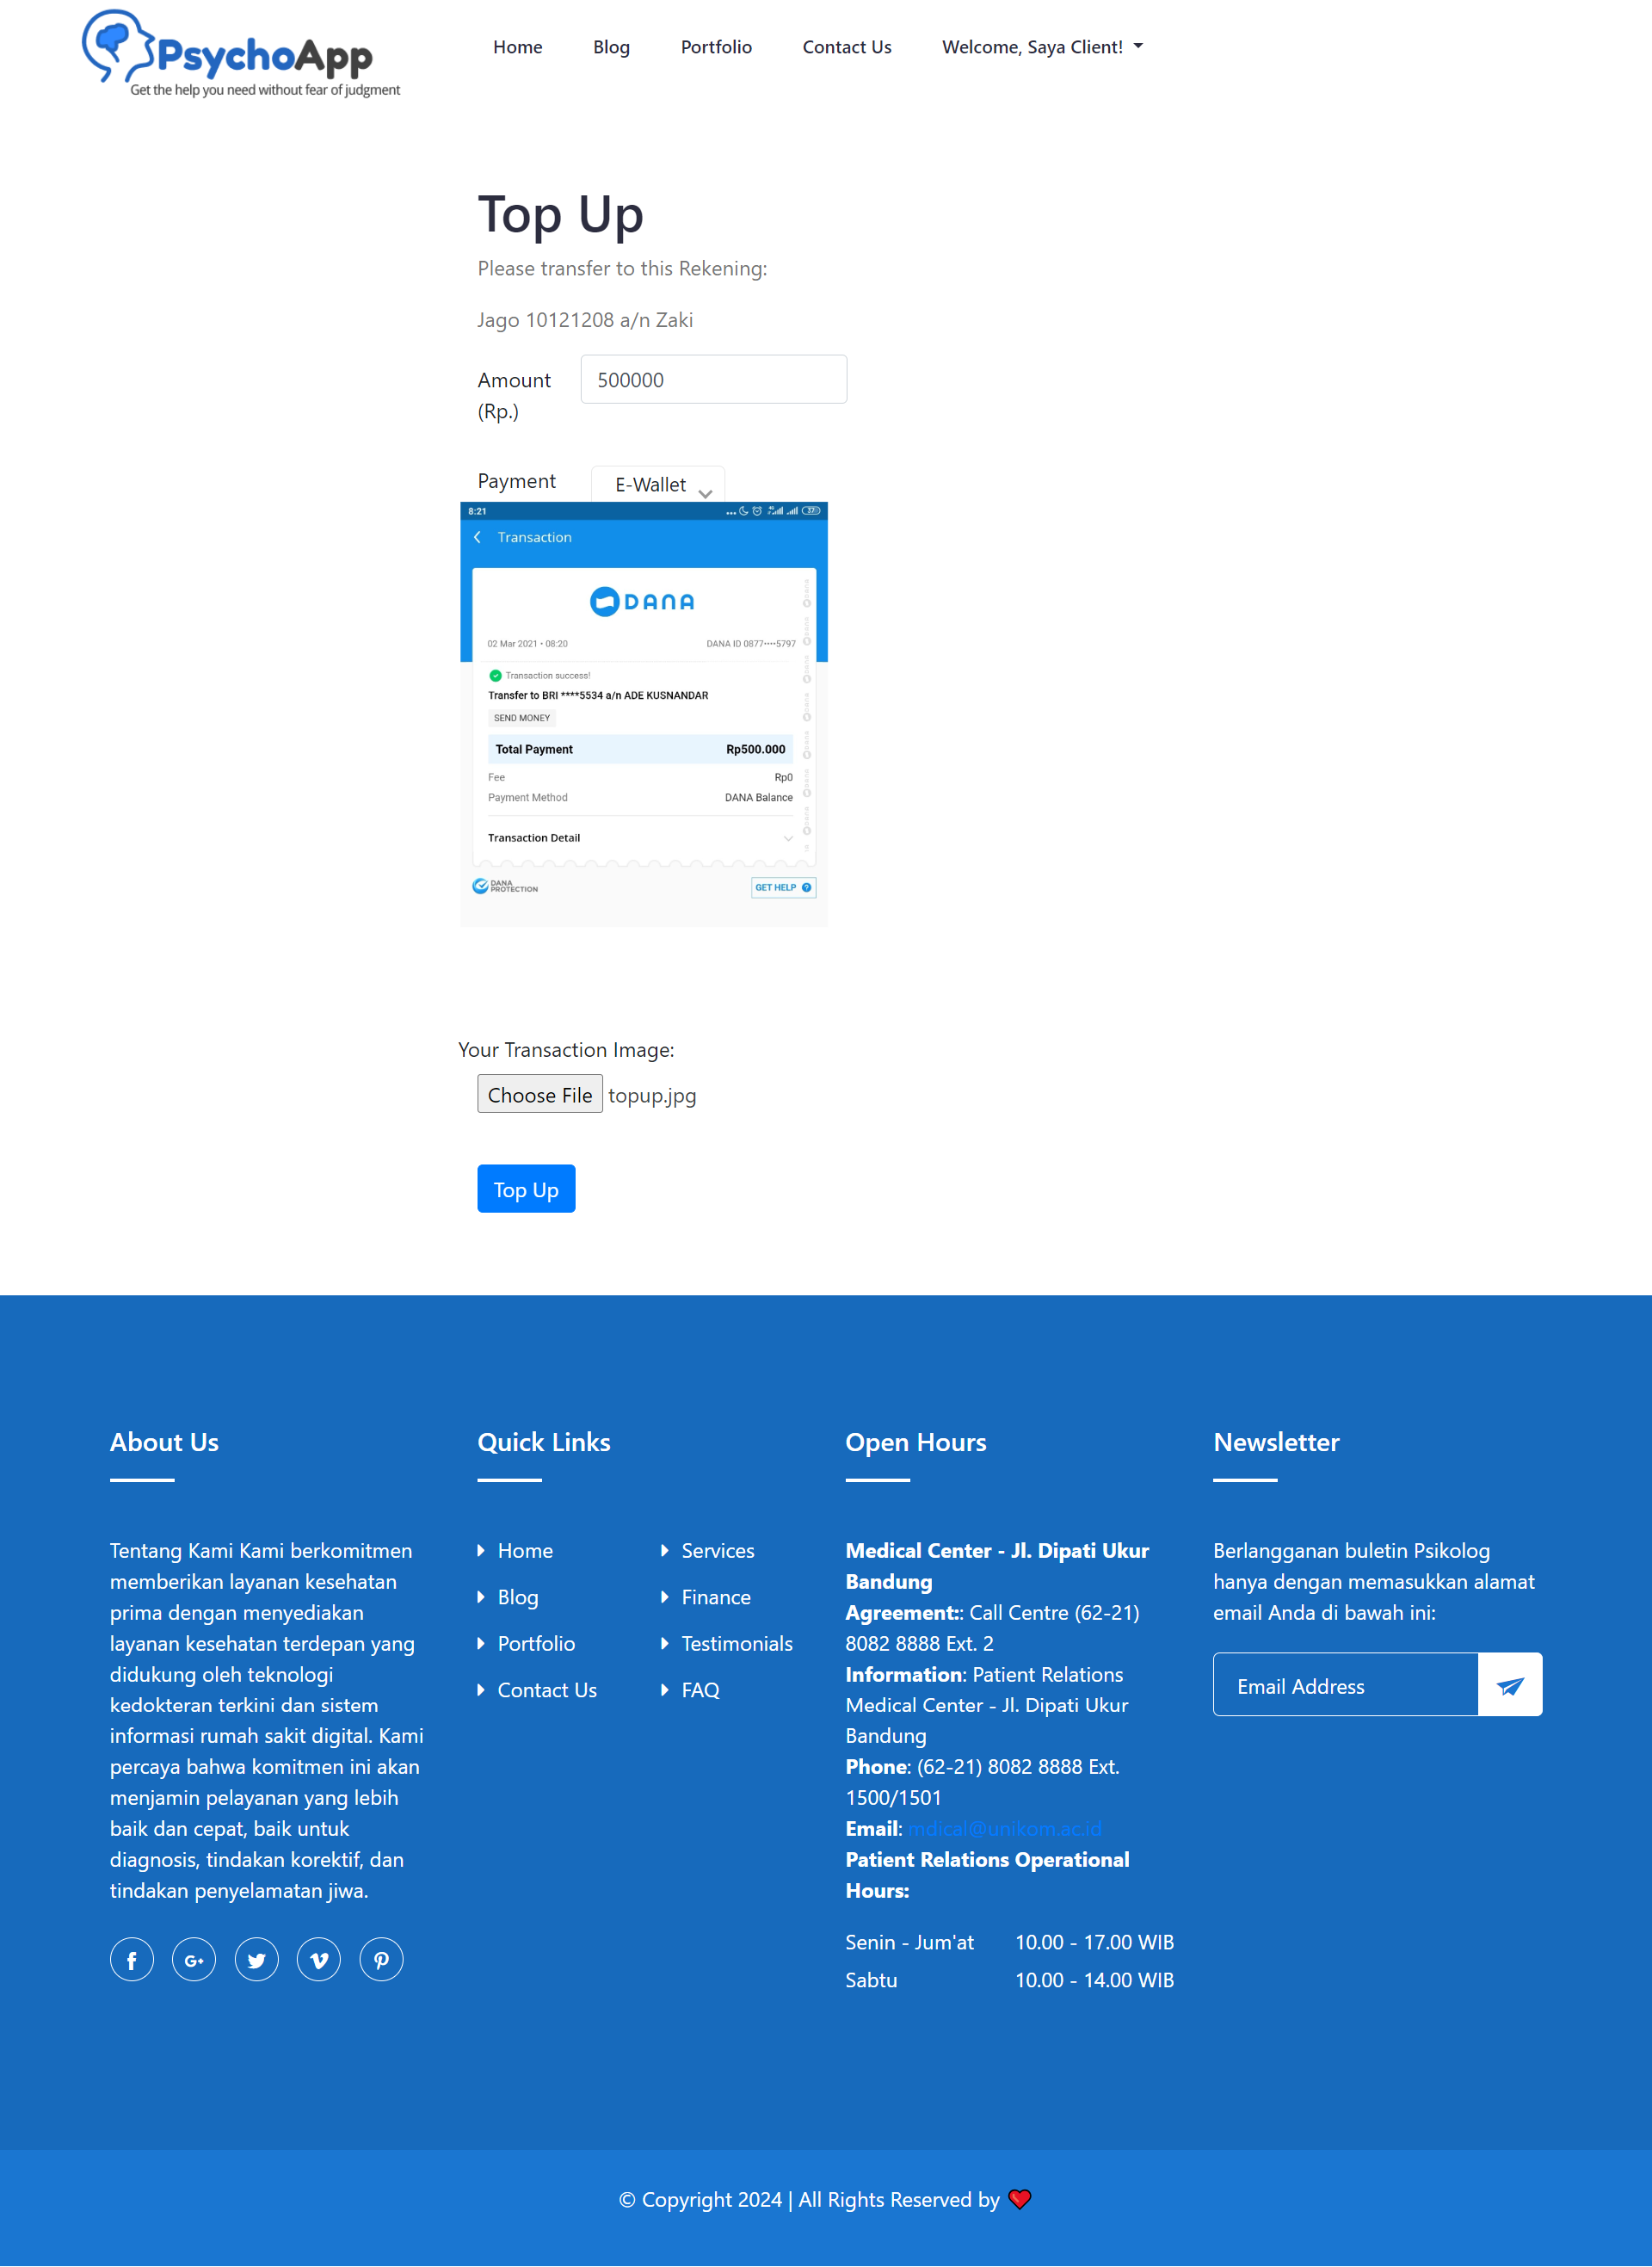 PsychoApp
Get the help you need without fear of judgment
Home
Blog
Portfolio
Contact Us
Welcome, Saya Client!
Top Up
Please transfer to this Rekening:
Jago 10121208 a/n Zaki
Amount
(Rp.)
500000
Payment
E-Wallet
8:21
37
Transaction
DANA
02 Mar 2021 • 08:20
DANA ID 0877••••5797
Transaction success!
Transfer to BRI ****5534 a/n ADE KUSNANDAR
SEND MONEY
Total Payment
Rp500.000
Fee
Rp0
Payment Method
DANA Balance
Transaction Detail
DANA
PROTECTION
GET HELP
Your Transaction Image:
Choose File topup.jpg
Top Up
About Us
Tentang Kami Kami berkomitmen
memberikan layanan kesehatan
prima dengan menyediakan
layanan kesehatan terdepan yang
didukung oleh teknologi
kedokteran terkini dan sistem
informasi rumah sakit digital. Kami
percaya bahwa komitmen ini akan
menjamin pelayanan yang lebih
baik dan cepat, baik untuk
diagnosis, tindakan korektif, dan
tindakan penyelamatan jiwa.
Quick Links
Home
Blog
Portfolio
Contact Us
Services
Finance
Testimonials
FAQ
Open Hours
Medical Center - Jl. Dipati Ukur
Bandung
Agreement:: Call Centre (62-21)
8082 8888 Ext. 2
Information: Patient Relations
Medical Center - Jl. Dipati Ukur
Bandung
Phone: (62-21) 8082 8888 Ext.
1500/1501
Email: mdical@unikom.ac.id
Patient Relations Operational
Hours:
Senin - Jum'at 10.00 - 17.00 WIB
Sabtu 10.00 - 14.00 WIB
Newsletter
Berlangganan buletin Psikolog
hanya dengan memasukkan alamat
email Anda di bawah ini:
Email Address
© Copyright 2024 | All Rights Reserved by